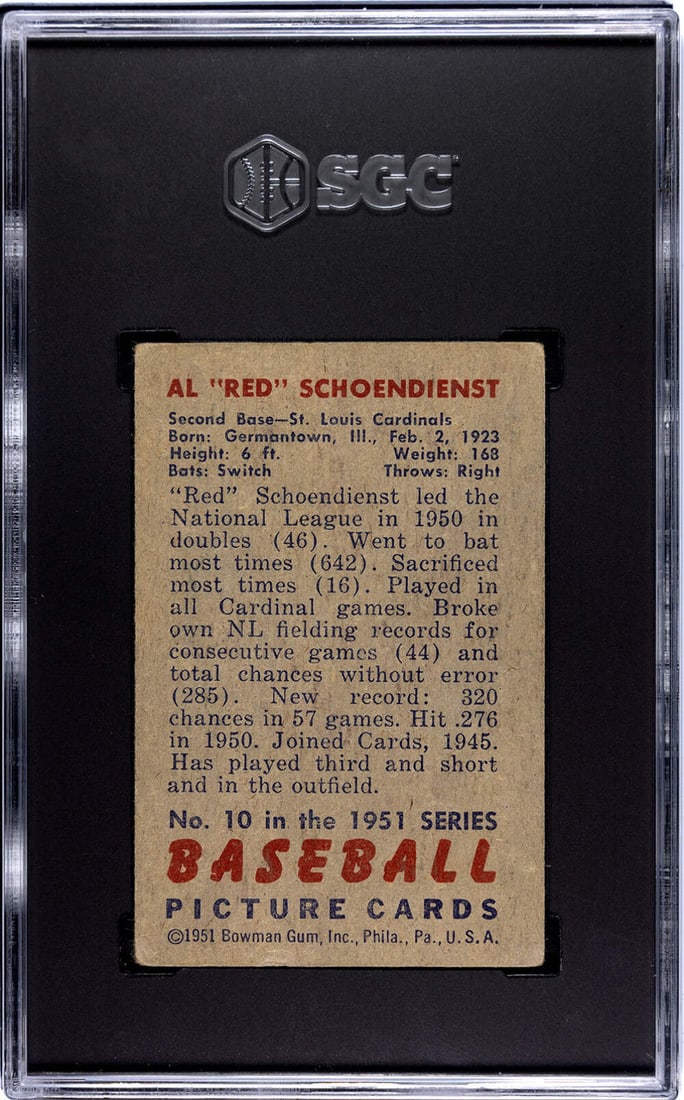 SGC
AL "RED" SCHOENDIENST
Second Base—St. Louis Cardinals
Born: Germantown, Ill., Feb. 2, 1923
Height: 6 ft. Weight: 168
Bats: Switch Throws: Right
"Red" Schoendienst led the
National League in 1950 in
doubles (46). Went to bat
most times (642). Sacrificed
most times (16). Played in
all Cardinal games. Broke
own NL fielding records for
consecutive games (44) and
total chances without error
(285). New record: 320
chances in 57 games. Hit .276
in 1950. Joined Cards, 1945.
Has played third and short
and in the outfield.
No. 10 in the 1951 SERIES
BASEBALL
PICTURE CARDS
©1951 Bowman Gum, Inc., Phila., Pa., U.S.A.